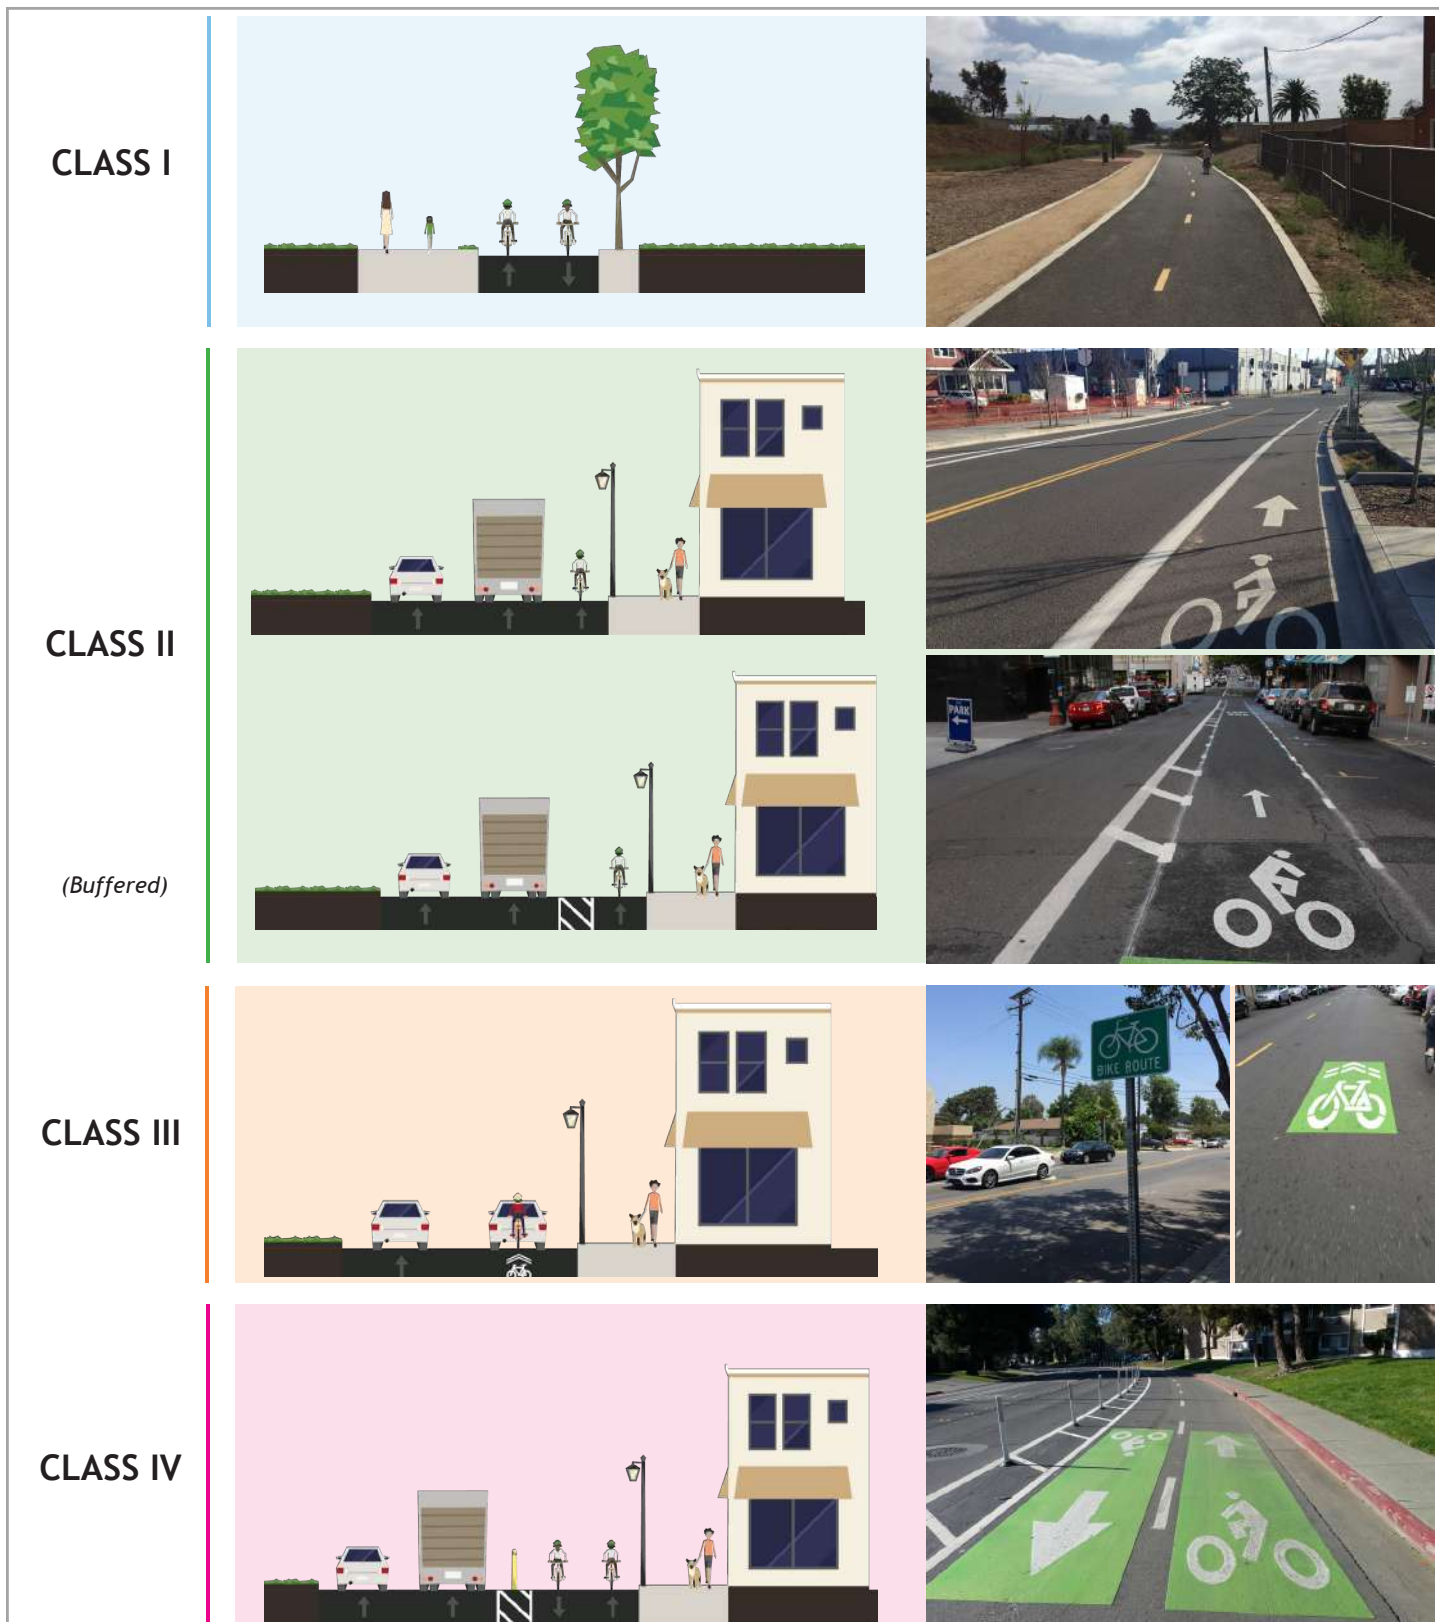 CLASS I
CLASS II
PARK
(Buffered)
CLASS III
BIKE ROUTE
CLASS IV